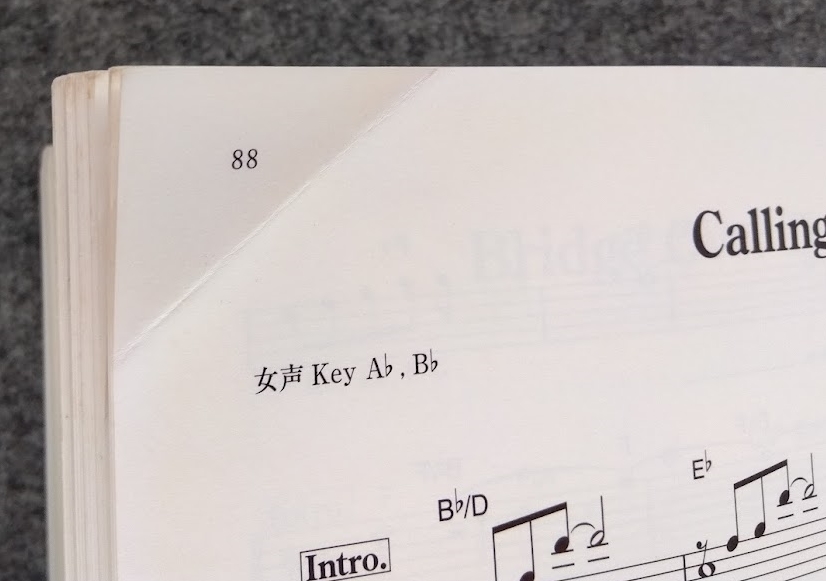 88
Calling
女声 Key A♭, B♭
E♭
B♭/D
Intro.